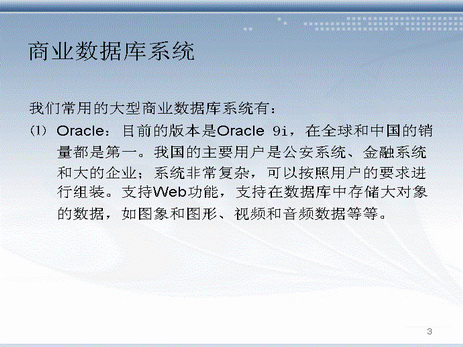 商业数据库系统
我们常用的大型商业数据库系统有：
⑴ Oracle：目前的版本是Oracle 9i，在全球和中国的销
量都是第一。我国的主要用户是公安系统、金融系统
和大的企业；系统非常复杂，可以按照用户的要求进
行组装。支持Web功能，支持在数据库中存储大对象
的数据，如图象和图形、视频和音频数据等等。
3